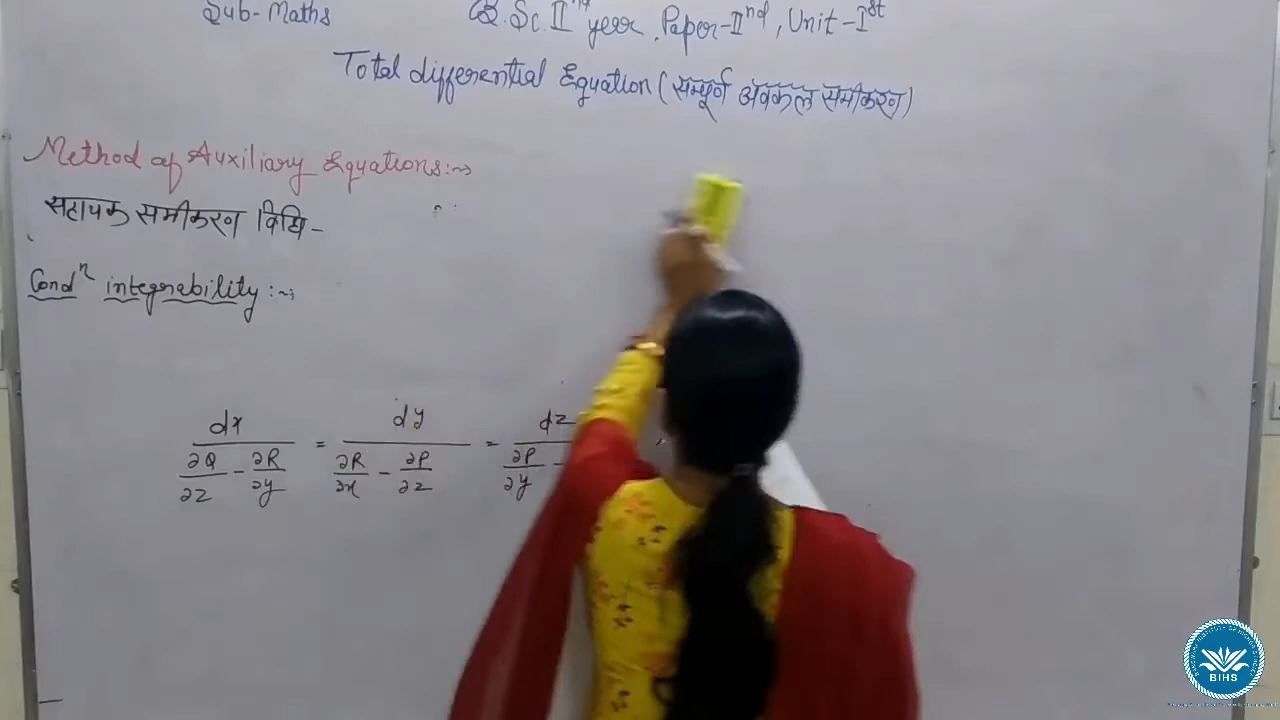 Sub- Maths B.Sc. IInd year, Paper-IInd, Unit-Ist
Total differential Equation (सम्पूर्ण अवकल समीकरण)
Method of Auxiliary Equations:→
सहायक समीकरण विधि-
Condⁿ integrability:→
dx/(∂Q/∂z - ∂R/∂y) = dy/(∂R/∂x - ∂P/∂z) = dz/(∂P/∂y -
BIHS